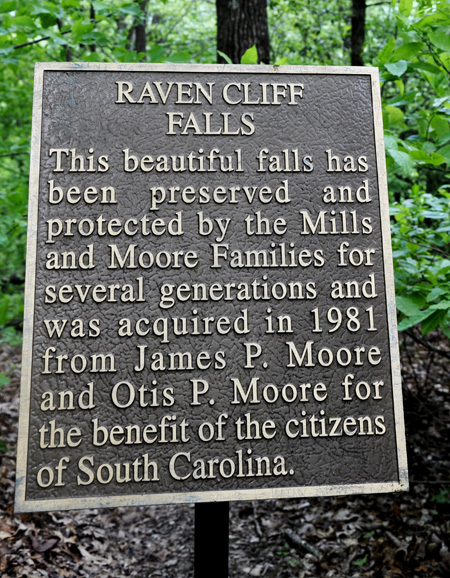 RAVEN CLIFF
FALLS
This beautiful falls has
been preserved and
protected by the Mills
and Moore Families for
several generations and
was acquired in 1981
from James P. Moore
and Otis P. Moore for
the benefit of the citizens
of South Carolina.